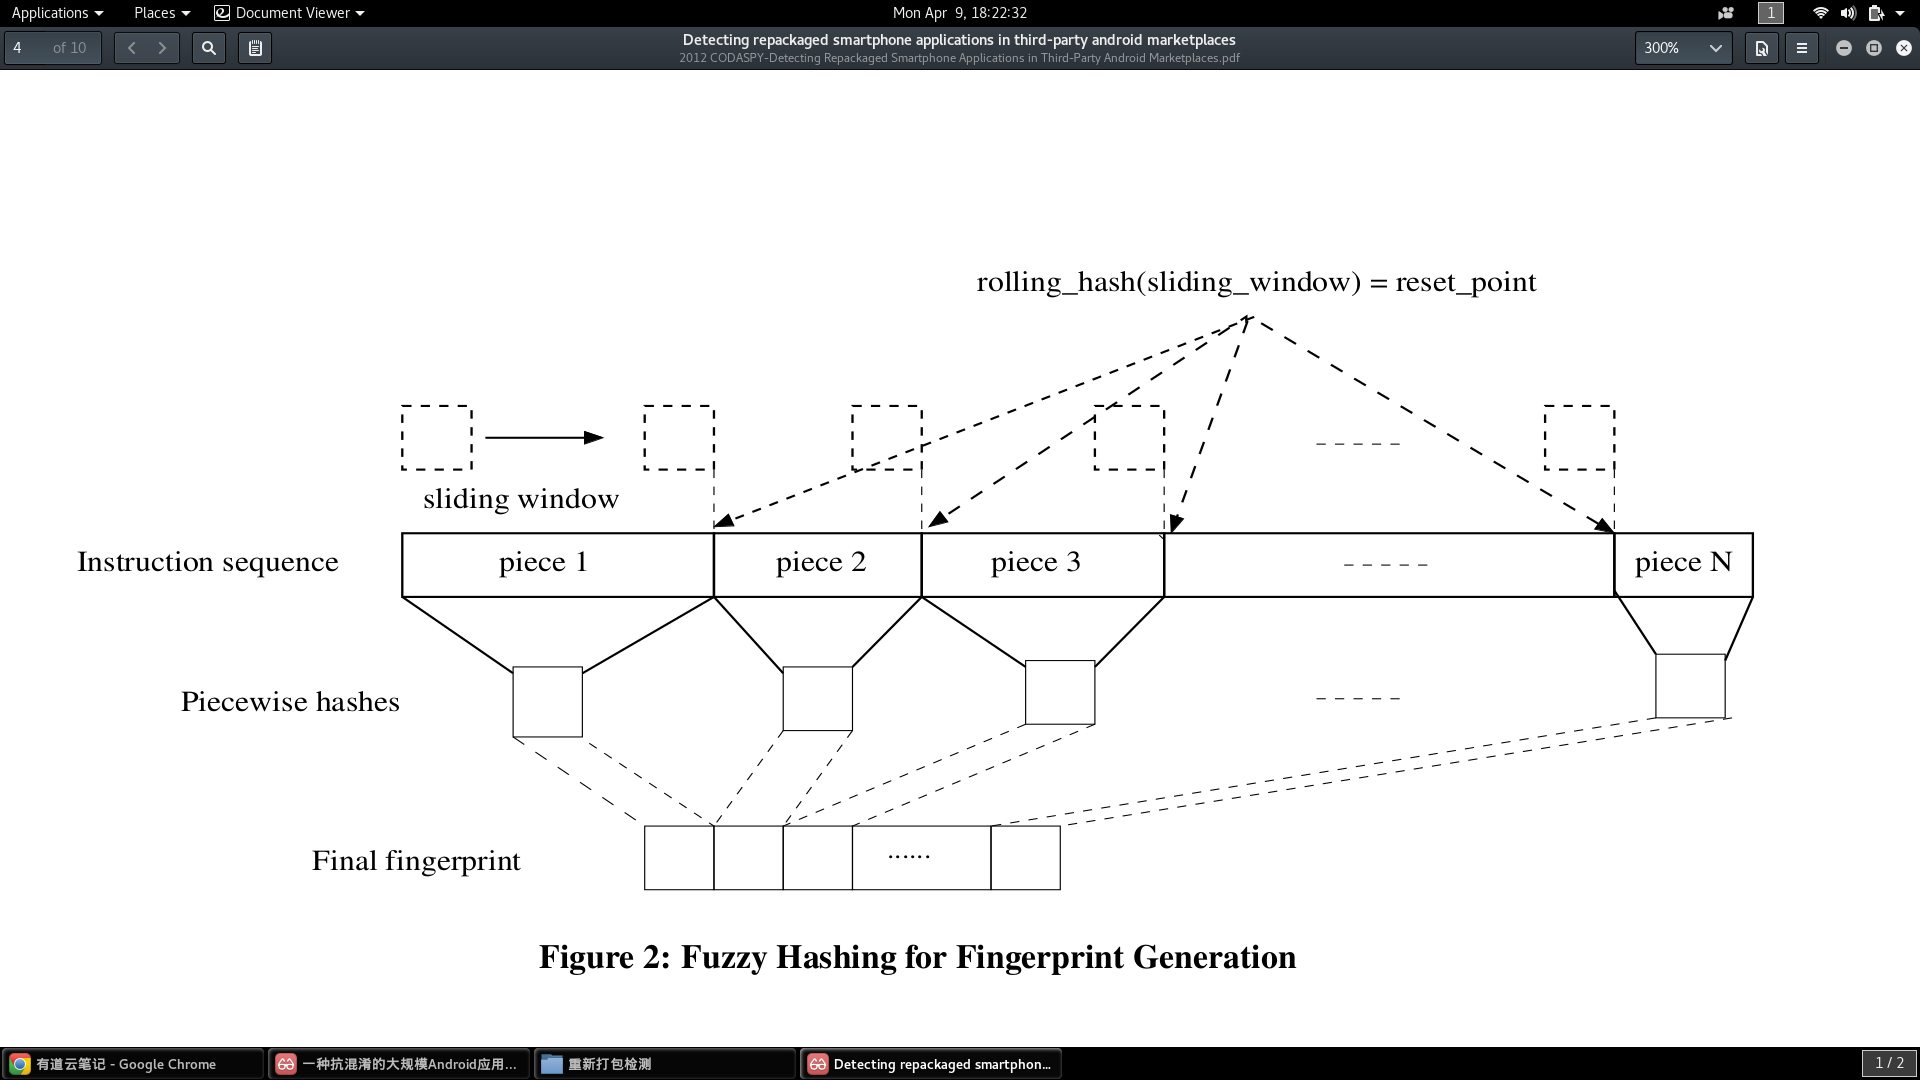 Applications Places Document Viewer Mon Apr 9, 18:22:32 1
4 of 10 Detecting repackaged smartphone applications in third-party android marketplaces 300%
2012 CODASPY-Detecting Repackaged Smartphone Applications in Third-Party Android Marketplaces.pdf
rolling_hash(sliding_window) = reset_point
sliding window
Instruction sequence piece 1 piece 2 piece 3 - - - - - piece N
Piecewise hashes - - - - -
Final fingerprint ......
Figure 2: Fuzzy Hashing for Fingerprint Generation
有道云笔记 - Google Chrome 一种抗混淆的大规模Android应用... 重新打包检测 Detecting repackaged smartphon... 1 / 2